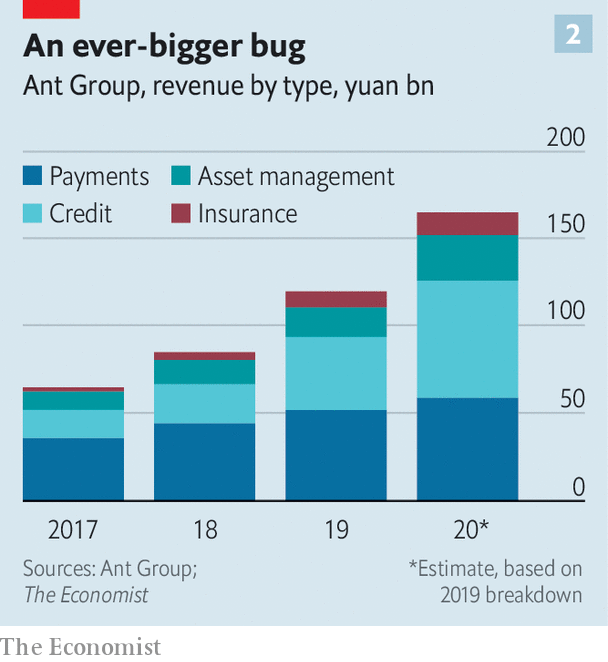 An ever-bigger bug
2
Ant Group, revenue by type, yuan bn
200
Payments
Asset management
Credit
Insurance
150
100
50
0
2017
18
19
20*
Sources: Ant Group;
The Economist
*Estimate, based on
2019 breakdown
The Economist